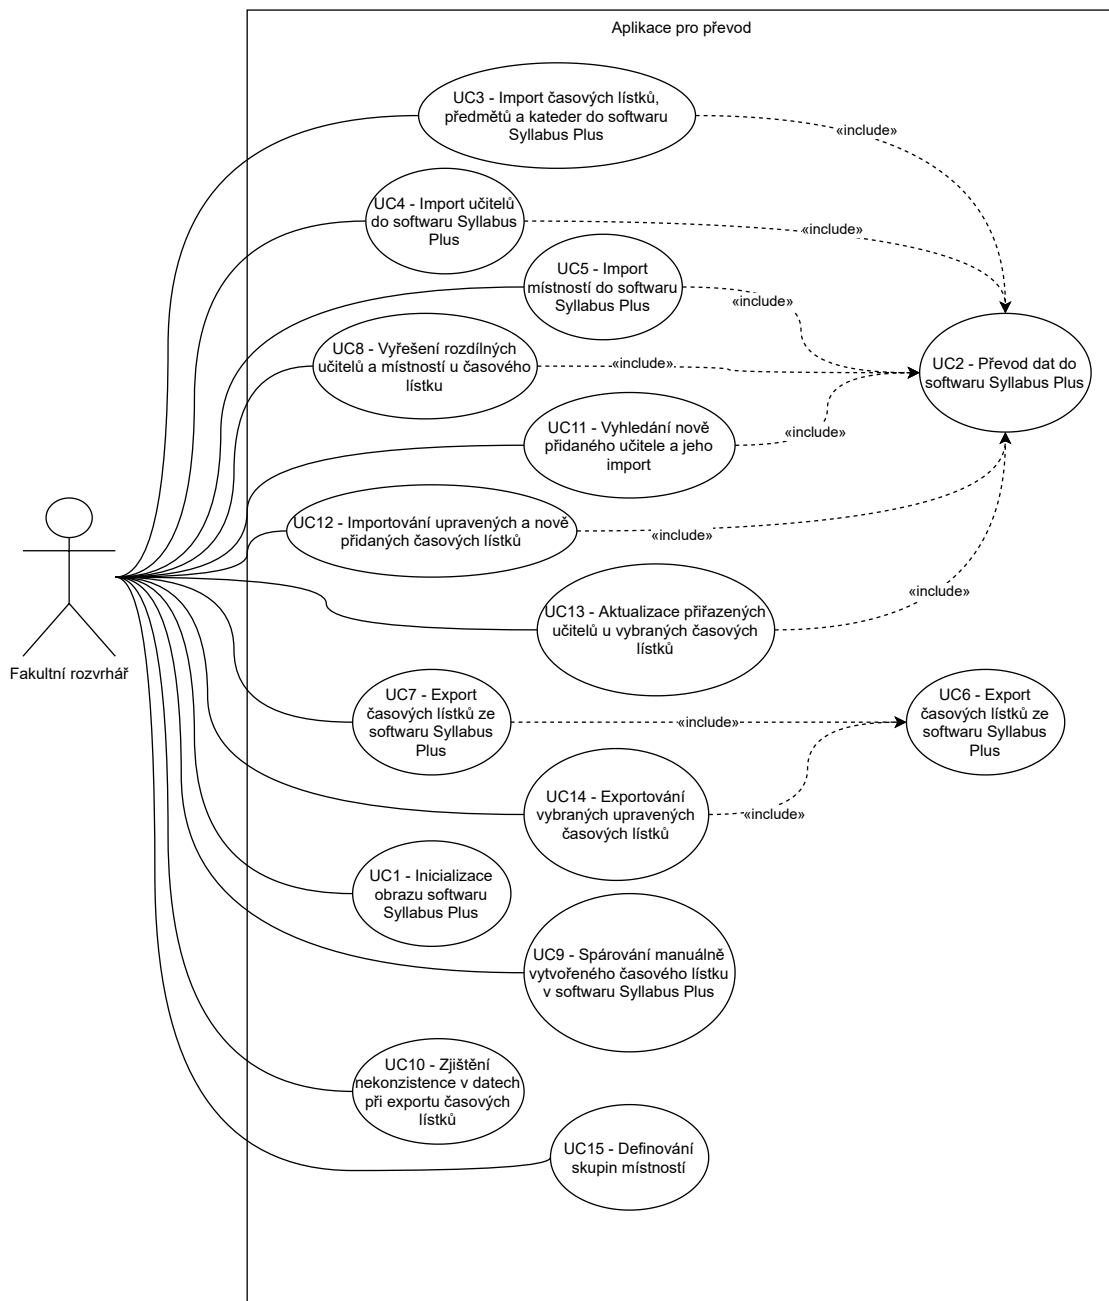 Aplikace pro převod
UC3 - Import časových lístků,
předmětů a kateder do softwaru
Syllabus Plus
«include»
UC4 - Import učitelů
do softwaru Syllabus
Plus
«include»
UC5 - Import
místností do softwaru
Syllabus Plus
«include»
UC8 - Vyřešení rozdílných
učitelů a místností u časového
lístku
«include»
UC2 - Převod dat do
softwaru Syllabus Plus
UC11 - Vyhledání nově
přidaného učitele a jeho
import
«include»
UC12 - Importování upravených a nově
přidaných časových lístků
«include»
UC13 - Aktualizace přiřazených
učitelů u vybraných časových
lístků
«include»
Fakultní rozvrhář
UC7 - Export
časových lístků ze
softwaru Syllabus
Plus
«include»
UC6 - Export
časových lístků ze
softwaru Syllabus
Plus
UC14 - Exportování
vybraných upravených
časových lístků
«include»
UC1 - Inicializace
obrazu softwaru
Syllabus Plus
UC9 - Spárování manuálně
vytvořeného časového lístku
v softwaru Syllabus Plus
UC10 - Zjištění
nekonzistence v datech
při exportu časových
lístků
UC15 - Definování
skupin místností